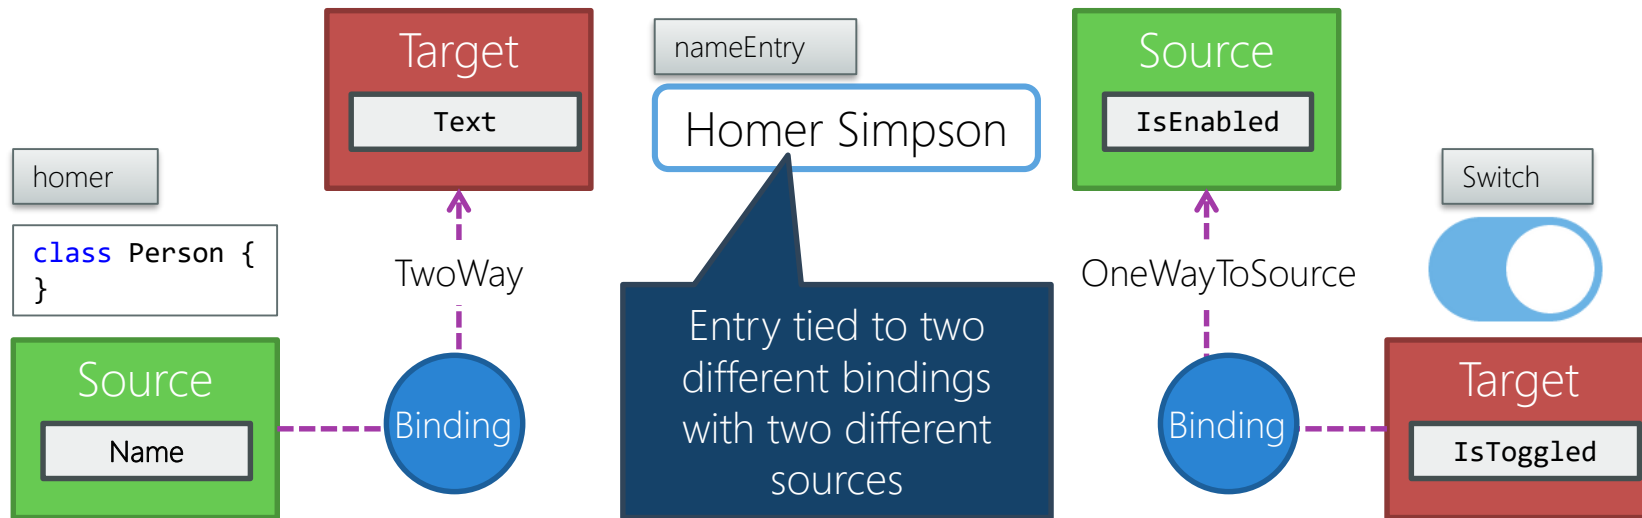 Target
Text
nameEntry
Homer Simpson
Source
IsEnabled
homer
class Person {
}
Switch
TwoWay
OneWayToSource
Entry tied to two
different bindings
with two different
sources
Source
Name
Binding
Binding
Target
IsToggled